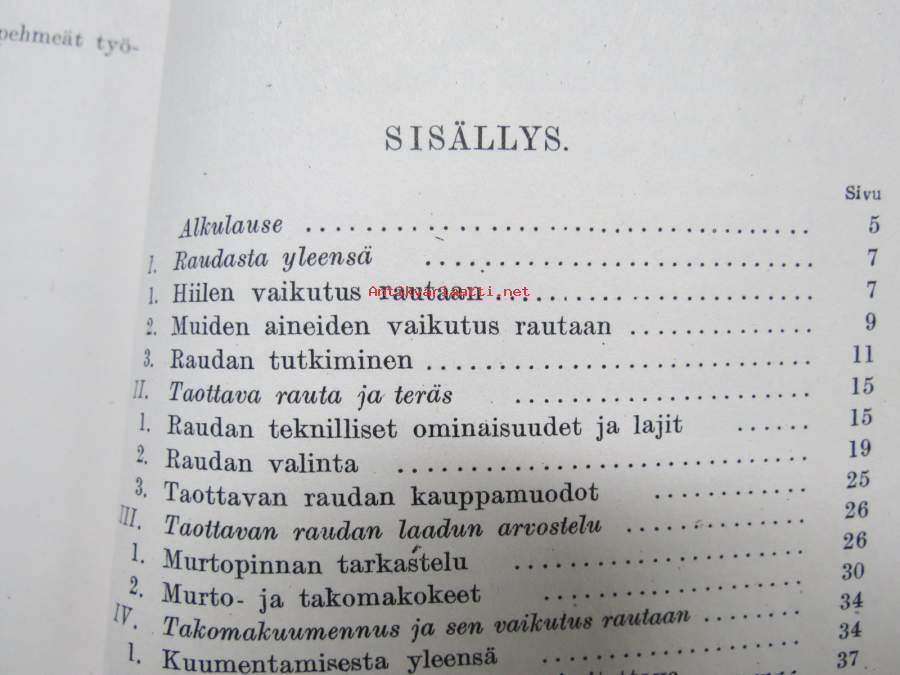 pehmeät työ-
SISÄLLYS.
Sivu
Alkulause . . . . . . . . . . . . . . . . . . . . 5
I. Raudasta yleensä . . . . . . . . . . . . . . . . 7
1. Hiilen vaikutus rautaan . . . . . . . . . . . . . 7
Antikvariaatti.net
2. Muiden aineiden vaikutus rautaan . . . . . . . . 9
3. Raudan tutkiminen . . . . . . . . . . . . . . . 11
II. Taottava rauta ja teräs . . . . . . . . . . . . 15
1. Raudan teknilliset ominaisuudet ja lajit . . . . . . 15
2. Raudan valinta . . . . . . . . . . . . . . . . 19
3. Taottavan raudan kauppamuodot . . . . . . . . 25
III. Taottavan raudan laadun arvostelu . . . . . . . . 26
1. Murtopinnan tarkastelu . . . . . . . . . . . . 26
2. Murto- ja takomakokeet . . . . . . . . . . . 30
IV. Takomakuumennus ja sen vaikutus rautaan . . . . . . 34
1. Kuumentamisesta yleensä . . . . . . . . . . . 34
37